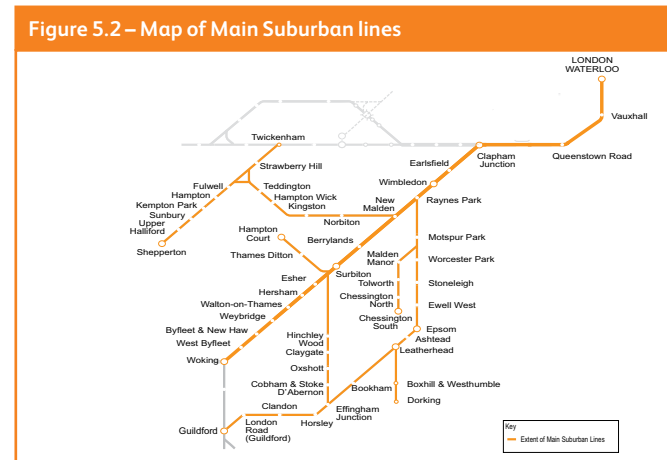 Figure 5.2 – Map of Main Suburban lines
LONDON
WATERLOO
Vauxhall
Queenstown Road
Clapham
Junction
Earlsfield
Wimbledon
Twickenham
Strawberry Hill
Fulwell
Hampton
Kempton Park
Sunbury
Upper
Halliford
Shepperton
Teddington
Hampton Wick
Kingston
Norbiton
New
Malden
Raynes Park
Hampton
Court
Thames Ditton
Berrylands
Surbiton
Motspur Park
Malden
Manor
Worcester Park
Tolworth
Stoneleigh
Chessington
North
Ewell West
Chessington
South
Epsom
Ashtead
Leatherhead
Esher
Hersham
Walton-on-Thames
Weybridge
Byfleet & New Haw
West Byfleet
Woking
Hinchley
Wood
Claygate
Oxshott
Cobham & Stoke
D'Abernon
Bookham
Boxhill & Westhumble
Dorking
Effingham
Junction
Horsley
Clandon
London
Road
(Guildford)
Guildford
Key
Extent of Main Suburban Lines